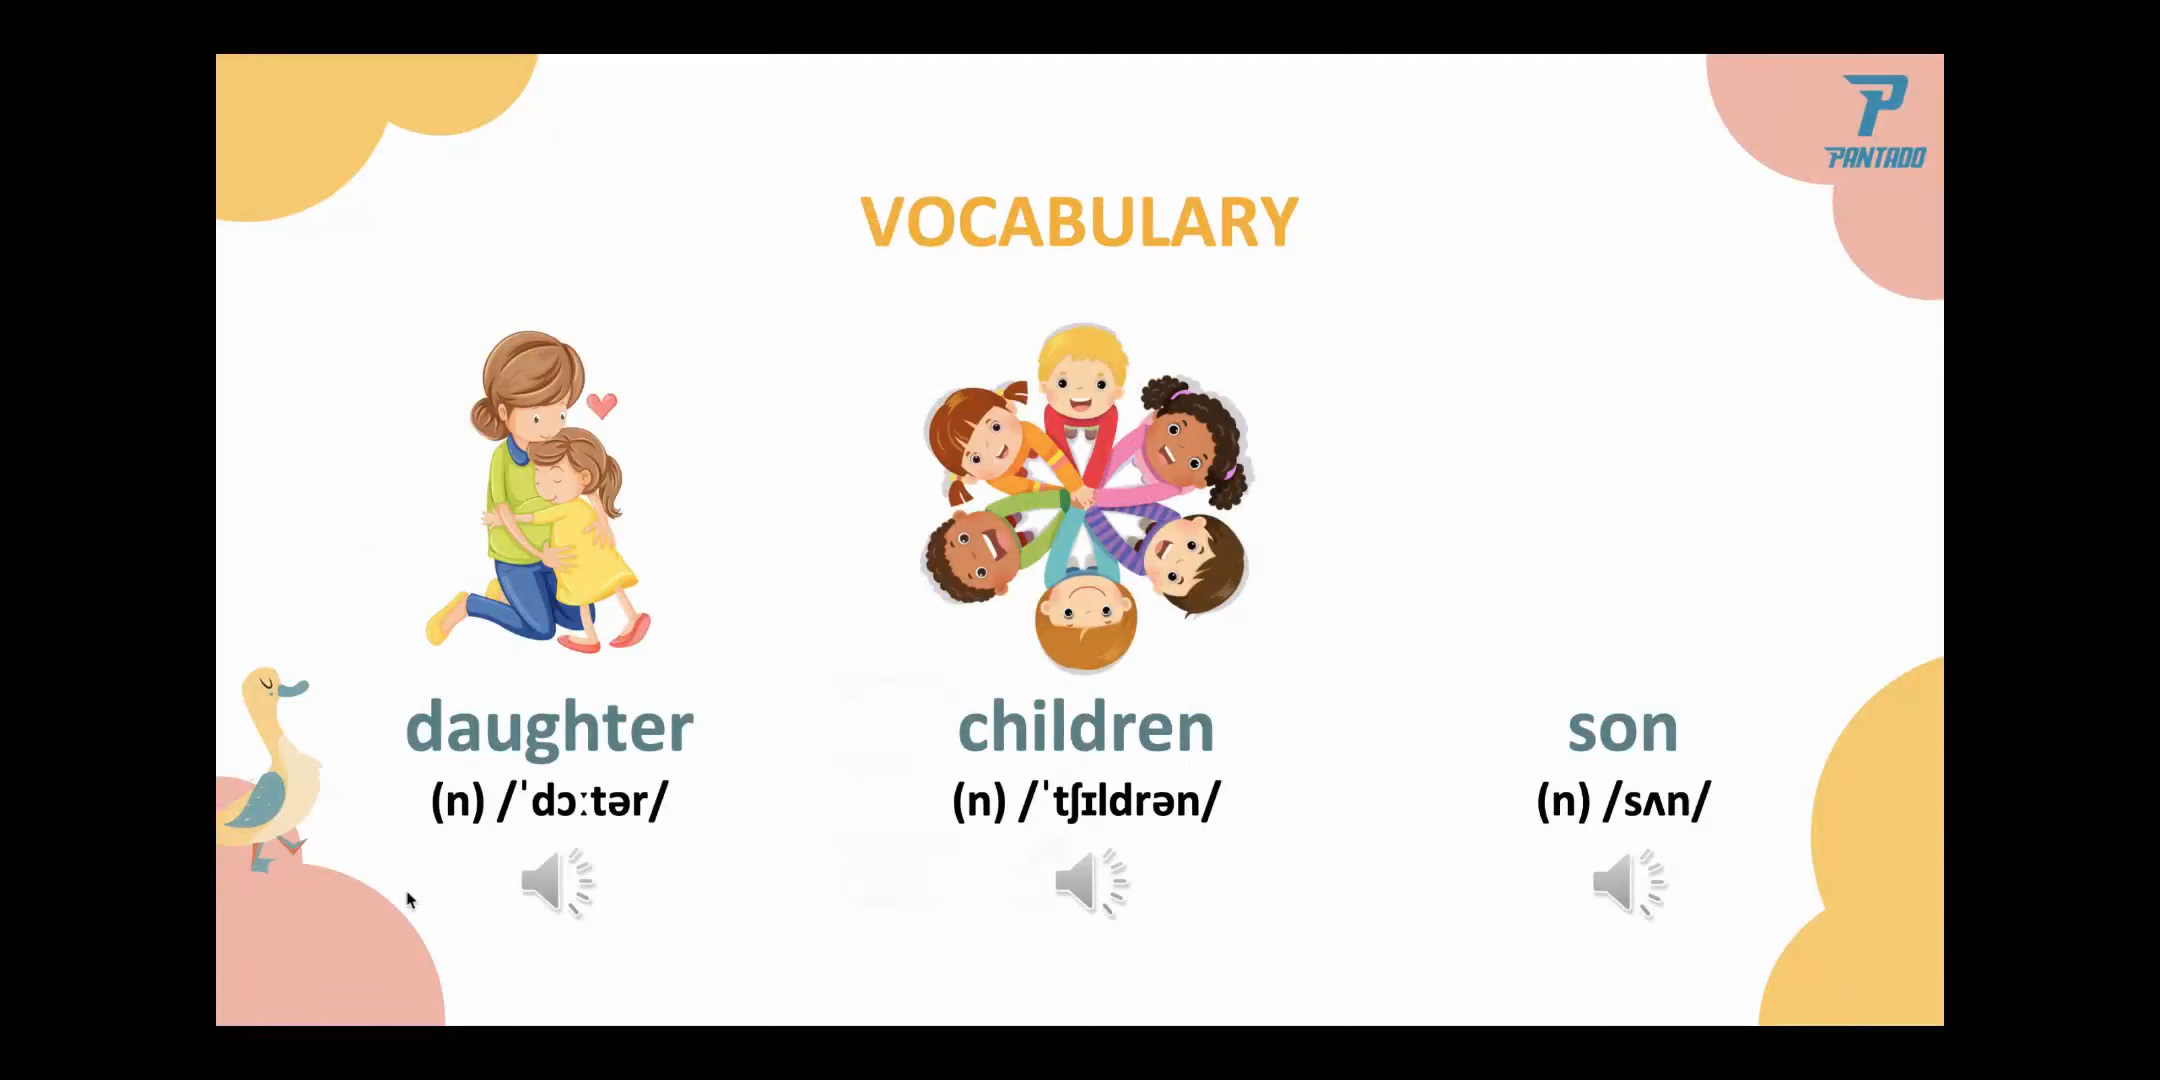 PANTADO
VOCABULARY
daughter
(n) /ˈdɔːtər/
children
(n) /ˈtʃɪldrən/
son
(n) /sʌn/